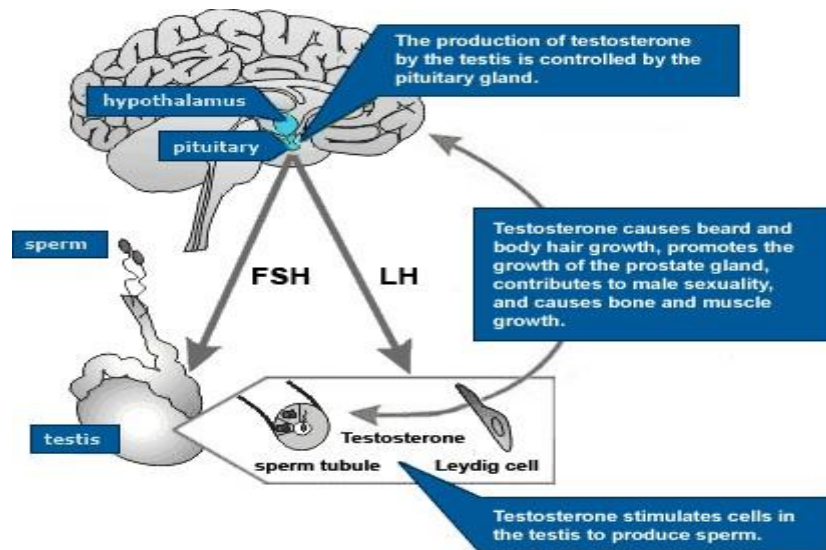 The production of testosterone
by the testis is controlled by the
pituitary gland.
hypothalamus
pituitary
sperm
FSH
LH
Testosterone causes beard and
body hair growth, promotes the
growth of the prostate gland,
contributes to male sexuality,
and causes bone and muscle
growth.
testis
Testosterone
sperm tubule
Leydig cell
Testosterone stimulates cells in
the testis to produce sperm.